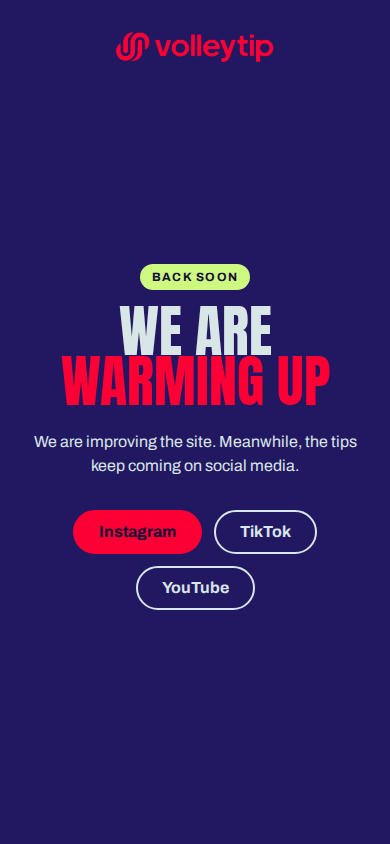 volleytip
BACK SOON
WE ARE
WARMING UP
We are improving the site. Meanwhile, the tips
keep coming on social media.
Instagram
TikTok
YouTube